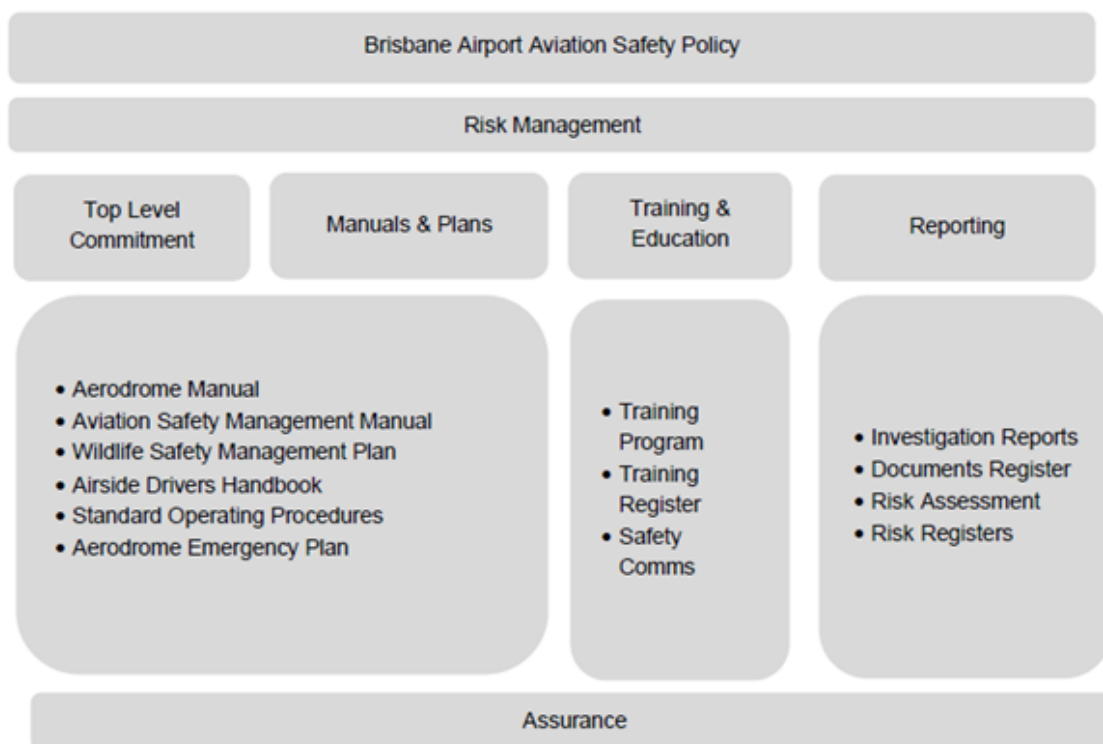 Brisbane Airport Aviation Safety Policy
Risk Management
Top Level
Commitment
Manuals & Plans
Training &
Education
Reporting
• Aerodrome Manual
• Aviation Safety Management Manual
• Wildlife Safety Management Plan
• Airside Drivers Handbook
• Standard Operating Procedures
• Aerodrome Emergency Plan
• Training
Program
• Training
Register
• Safety
Comms
• Investigation Reports
• Documents Register
• Risk Assessment
• Risk Registers
Assurance